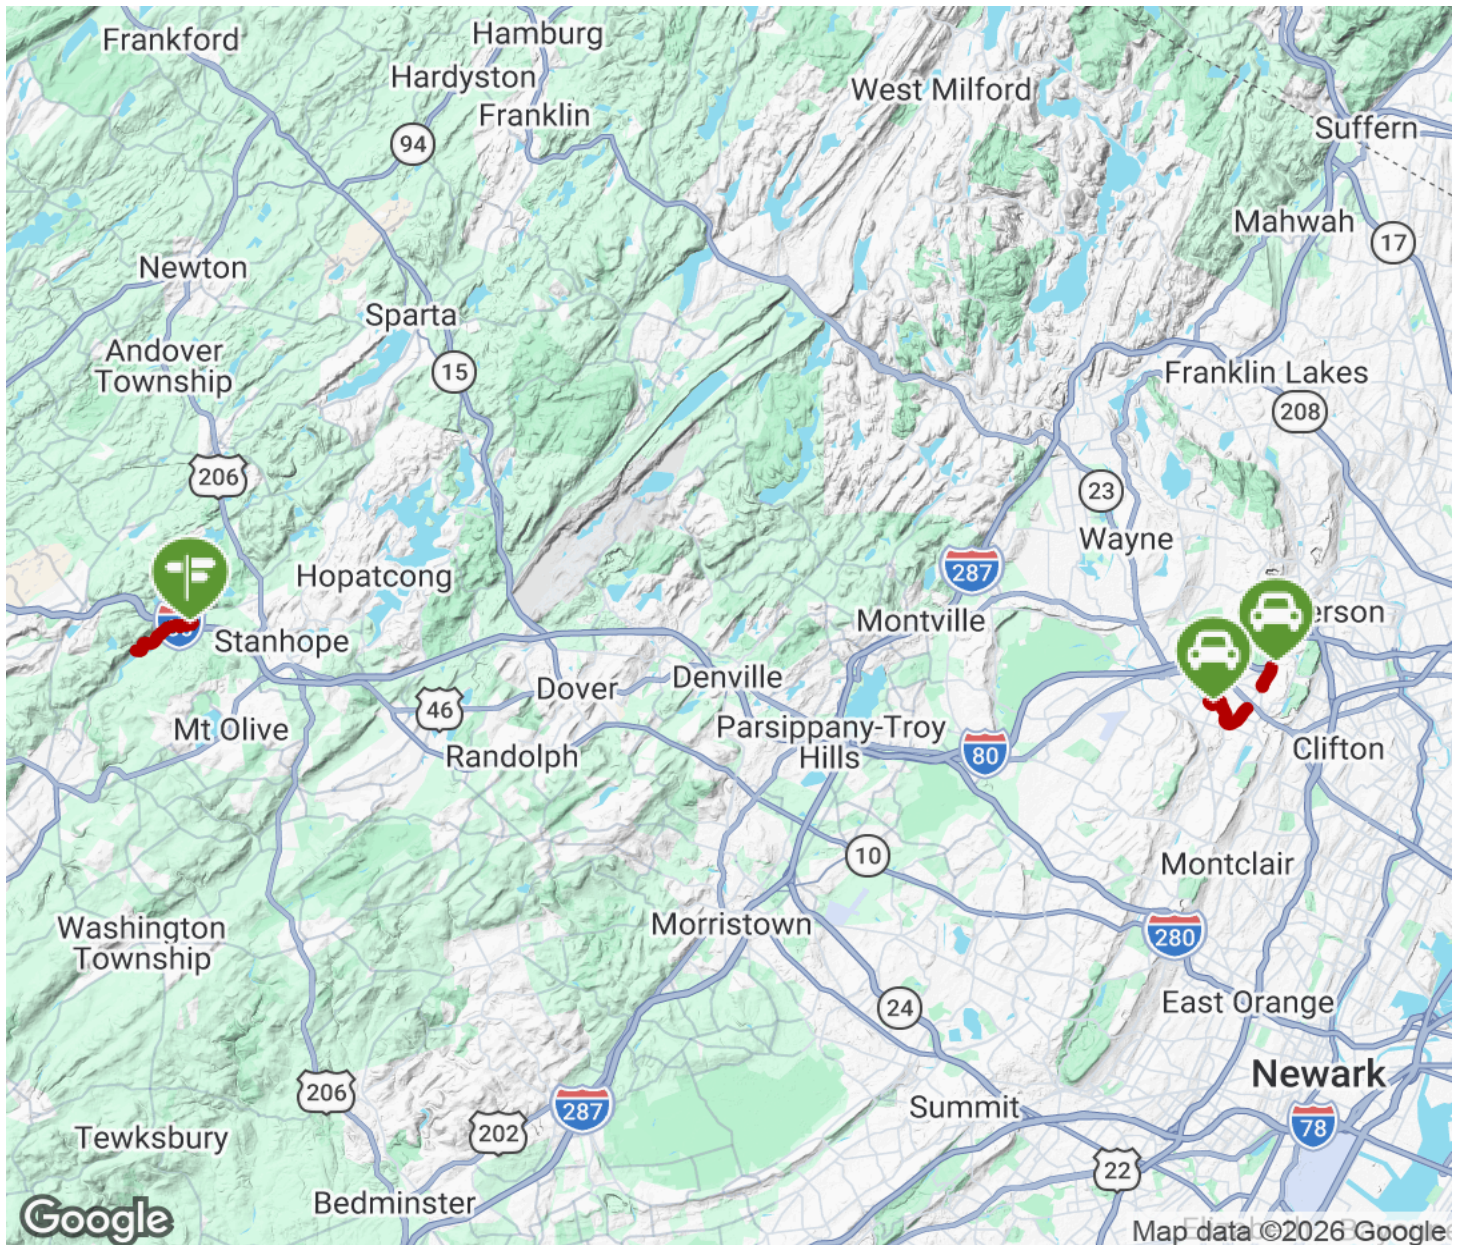 Frankford
Hamburg
Hardyston
Franklin
94
West Milford
Suffern
Mahwah
17
Newton
Sparta
Andover
Township
15
Franklin Lakes
208
206
23
Wayne
Hopatcong
287
Montville
erson
Stanhope
Denville
Dover
46
Mt Olive
Randolph
Parsippany-Troy
Hills
80
Clifton
10
Montclair
Washington
Township
Morristown
280
24
East Orange
Newark
206
287
202
Summit
78
Tewksbury
22
Bedminster
Google
Map data ©2026 Google